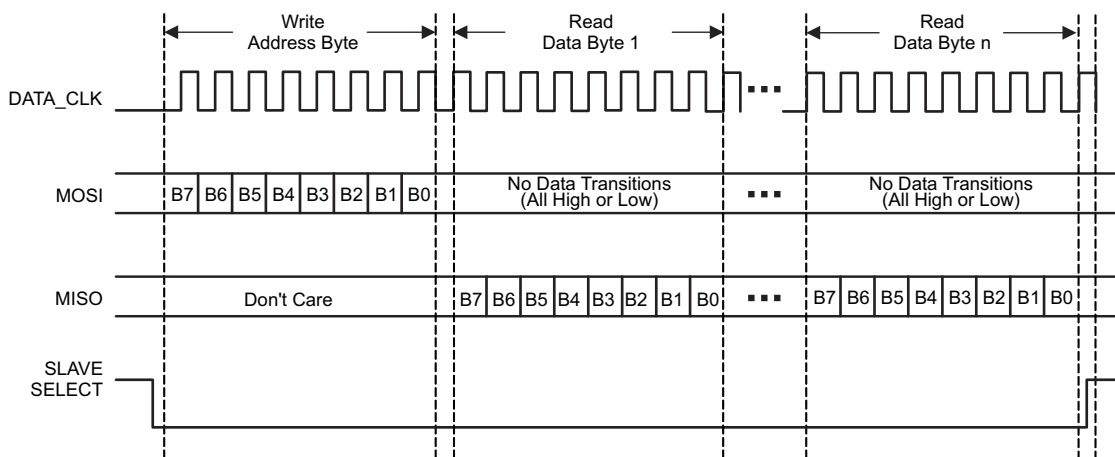 Write
Address Byte
Read
Data Byte 1
Read
Data Byte n
DATA_CLK
MOSI
B7 B6 B5 B4 B3 B2 B1 B0
No Data Transitions
(All High or Low)
No Data Transitions
(All High or Low)
MISO
Don't Care
B7 B6 B5 B4 B3 B2 B1 B0
B7 B6 B5 B4 B3 B2 B1 B0
SLAVE
SELECT